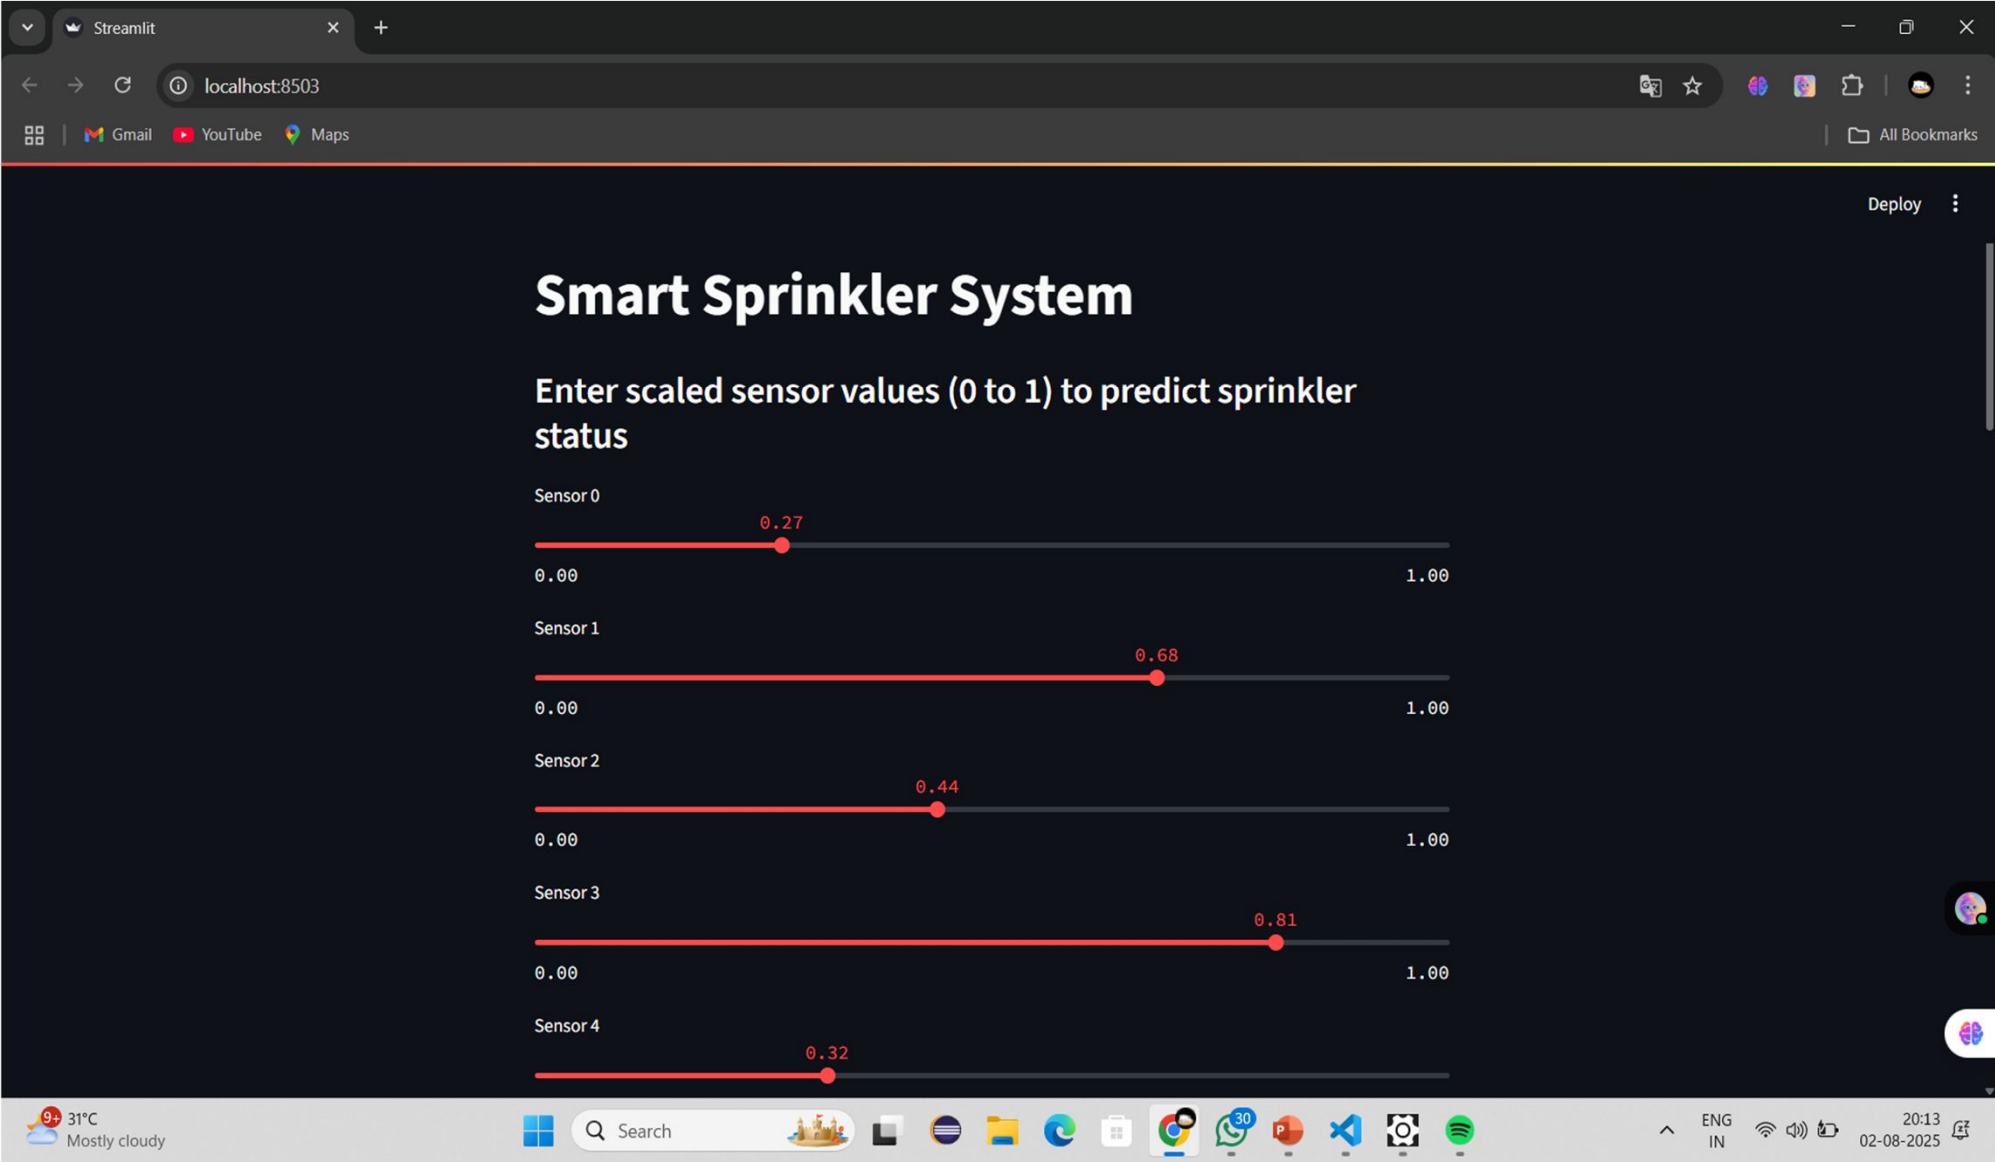 Streamlit
localhost:8503
Gmail YouTube Maps All Bookmarks
Deploy
Smart Sprinkler System
Enter scaled sensor values (0 to 1) to predict sprinkler
status
Sensor 0
0.27
0.00 1.00
Sensor 1
0.68
0.00 1.00
Sensor 2
0.44
0.00 1.00
Sensor 3
0.81
0.00 1.00
Sensor 4
0.32
9+ 31°C
Mostly cloudy
Search
30
ENG
IN
20:13
02-08-2025